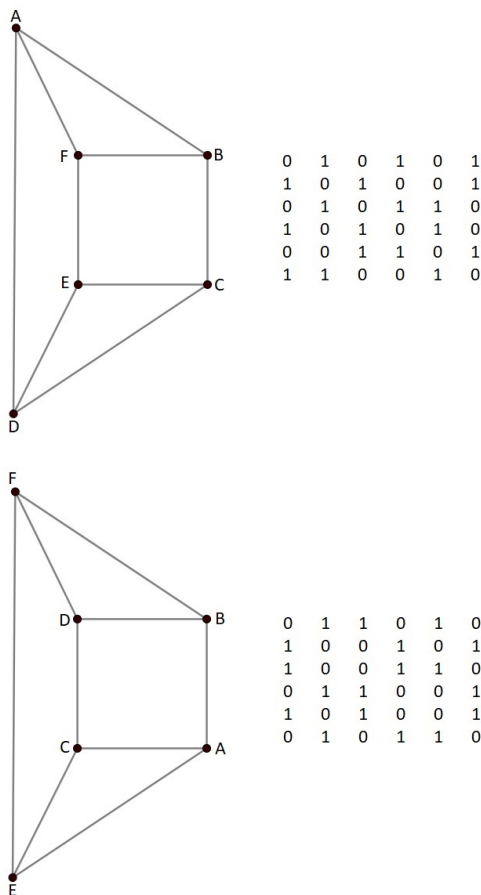 A
F B
E C
D
0 1 0 1 0 1
1 0 1 0 0 1
0 1 0 1 1 0
1 0 1 0 1 0
0 0 1 1 0 1
1 1 0 0 1 0
F
D B
C A
E
0 1 1 0 1 0
1 0 0 1 0 1
1 0 0 1 1 0
0 1 1 0 0 1
1 0 1 0 0 1
0 1 0 1 1 0